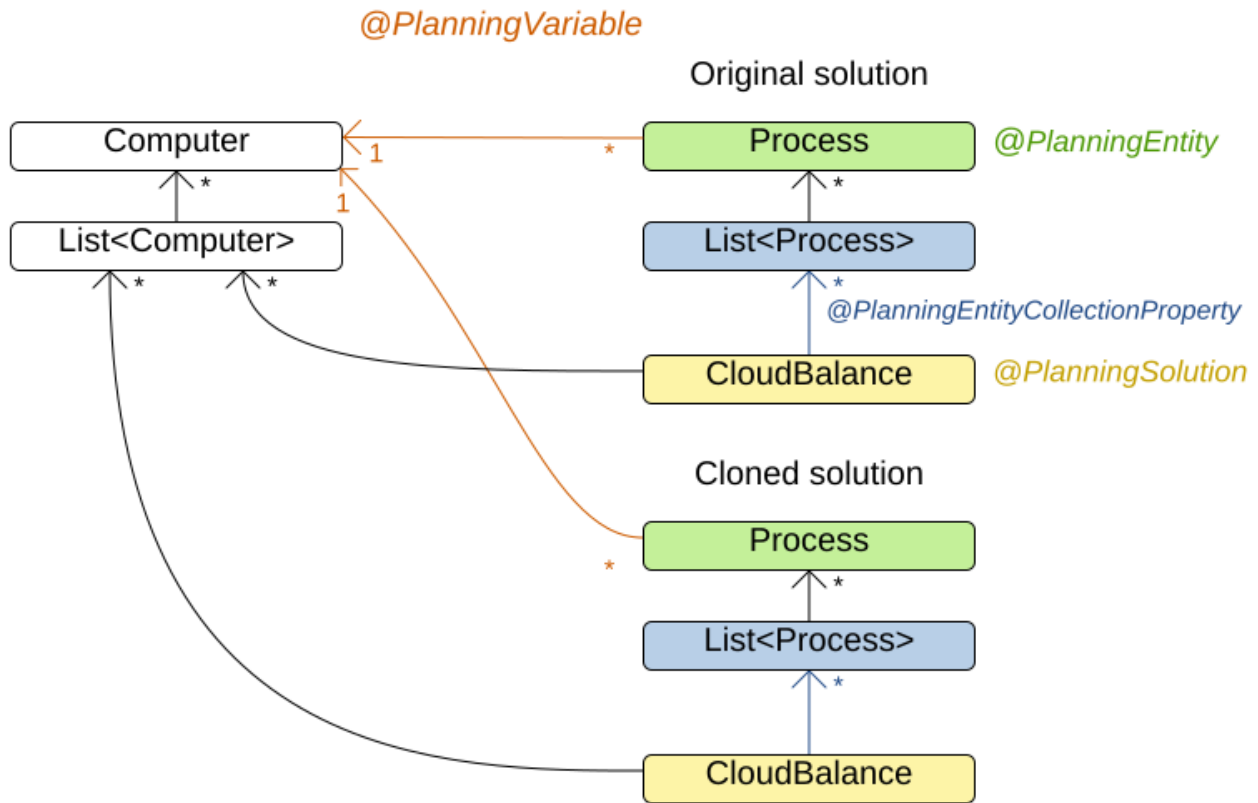 @PlanningVariable
Original solution
Computer
1
*
Process
@PlanningEntity
*
1
*
List<Computer>
List<Process>
*
*
*
@PlanningEntityCollectionProperty
CloudBalance
@PlanningSolution
Cloned solution
Process
*
*
List<Process>
*
CloudBalance